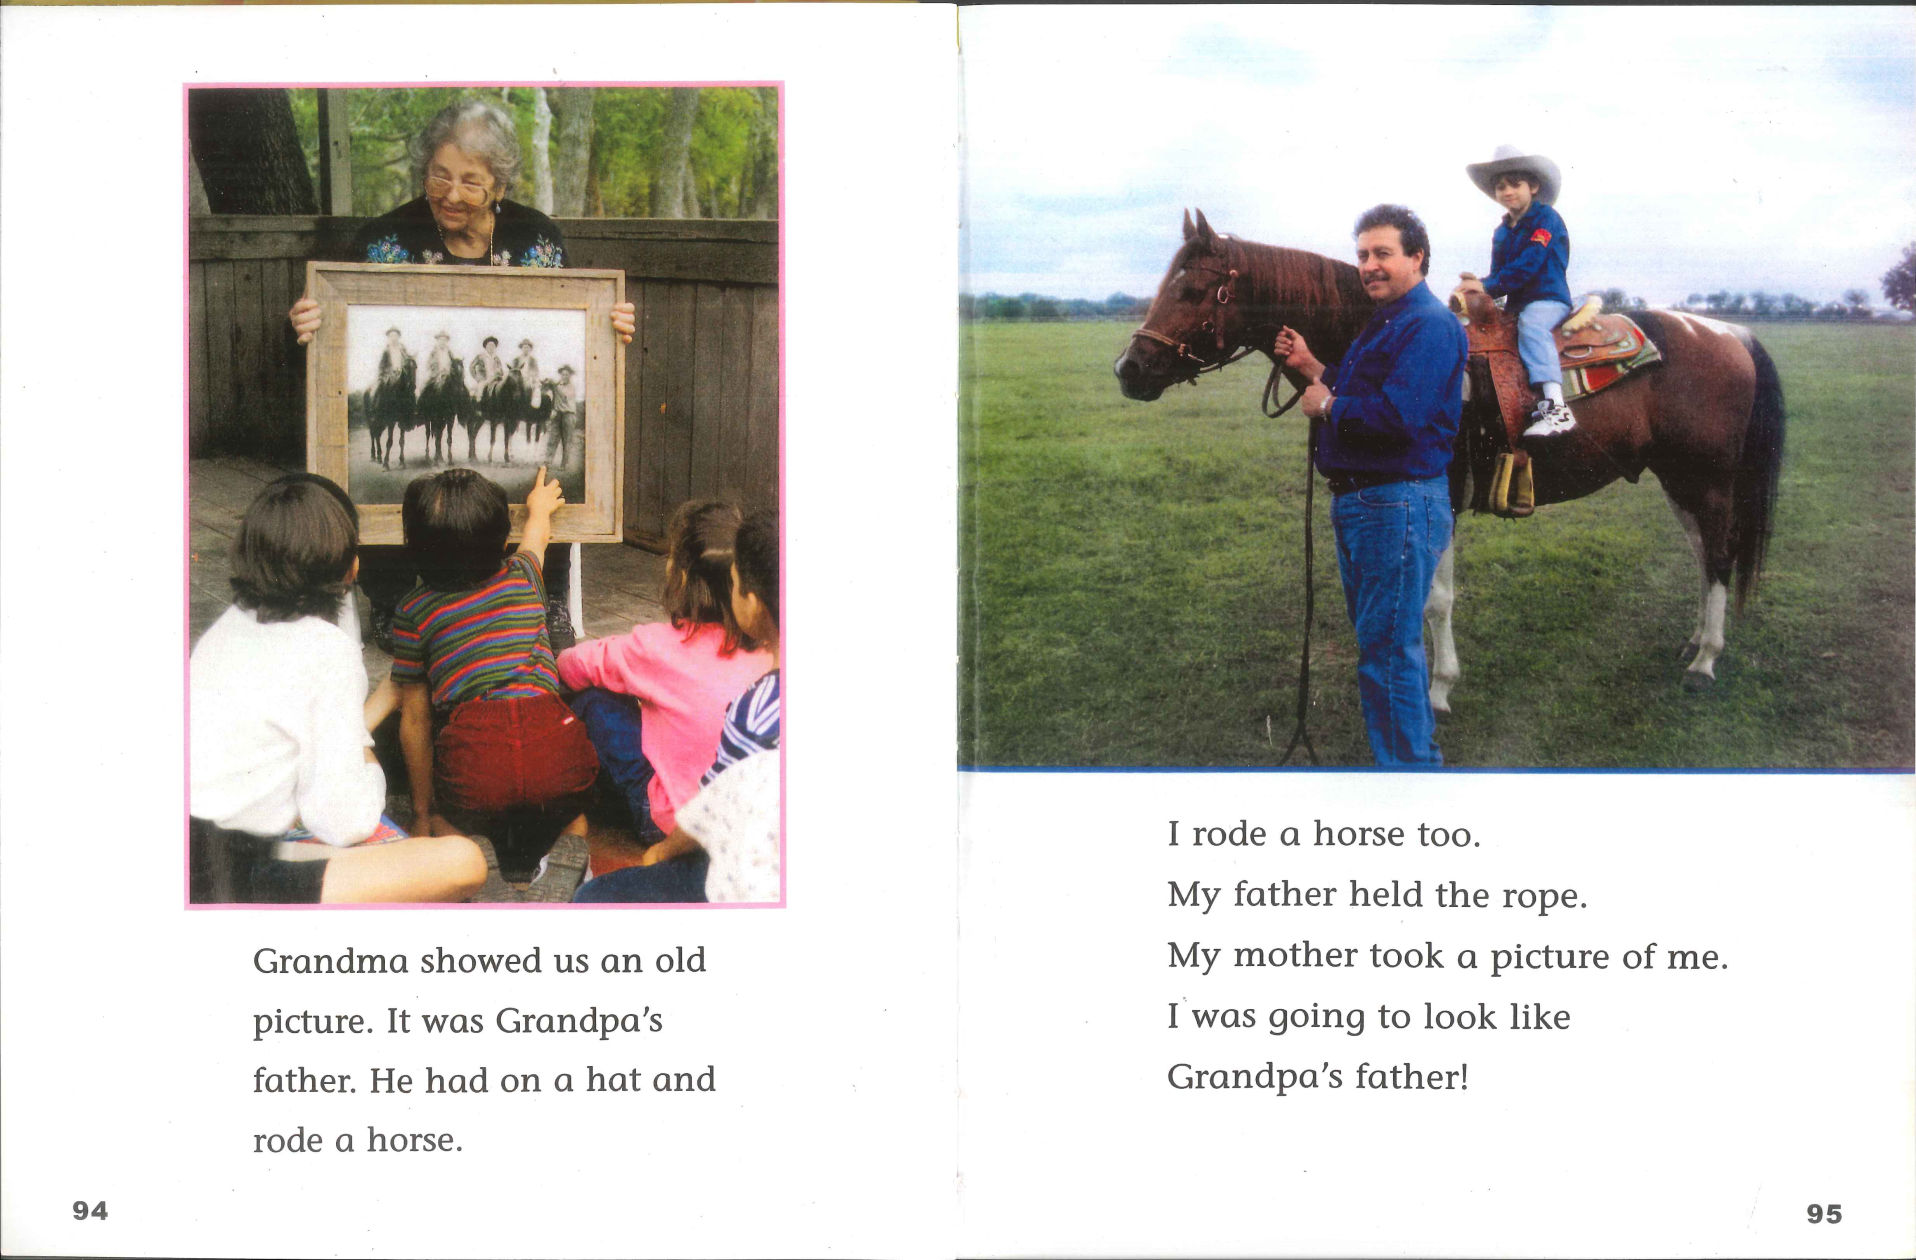 Grandma showed us an old
picture. It was Grandpa's
father. He had on a hat and
rode a horse.
94
I rode a horse too.
My father held the rope.
My mother took a picture of me.
I was going to look like
Grandpa's father!
95